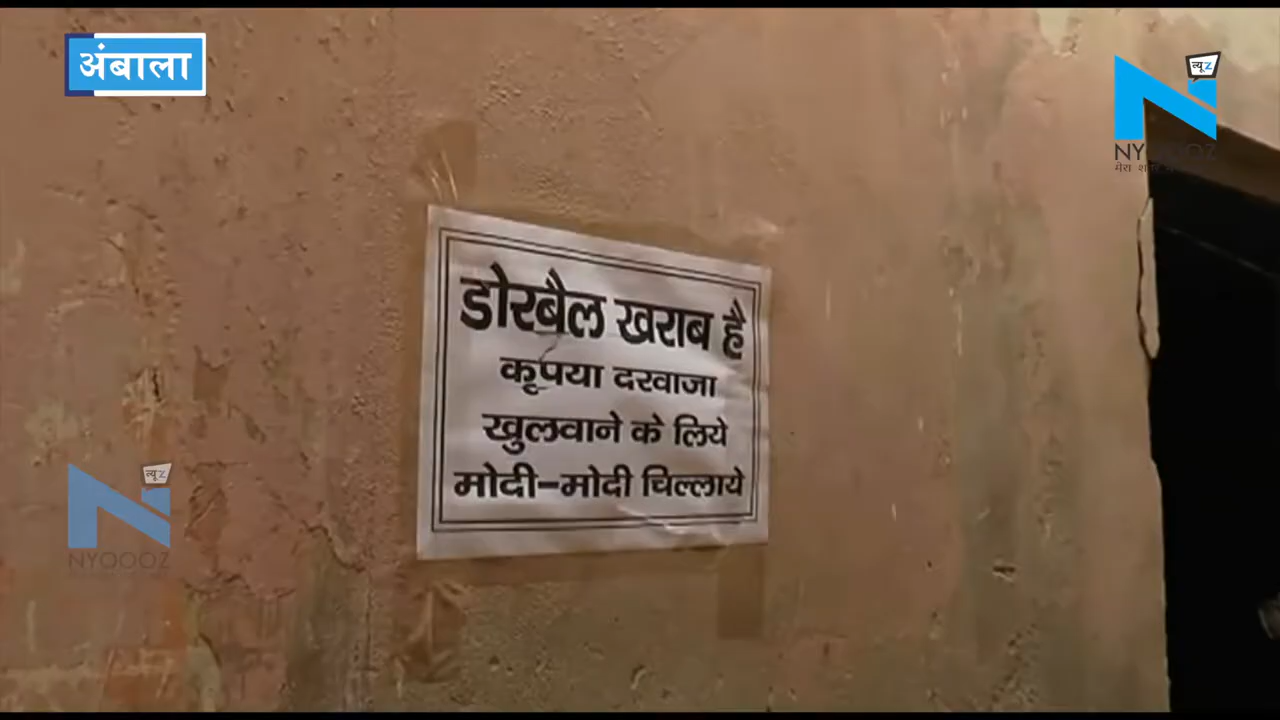 अंबाला
न्यूZ
NYOOOZ
डोरबैल खराब है
कृपया दरवाजा
खुलवाने के लिये
मोदी-मोदी चिल्लाये
न्यूZ
NYOOOZ